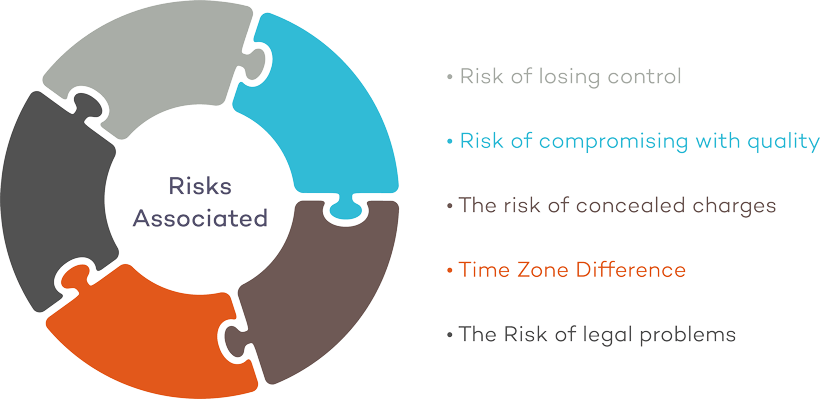 Risks
Associated
• Risk of losing control
• Risk of compromising with quality
• The risk of concealed charges
• Time Zone Difference
• The Risk of legal problems